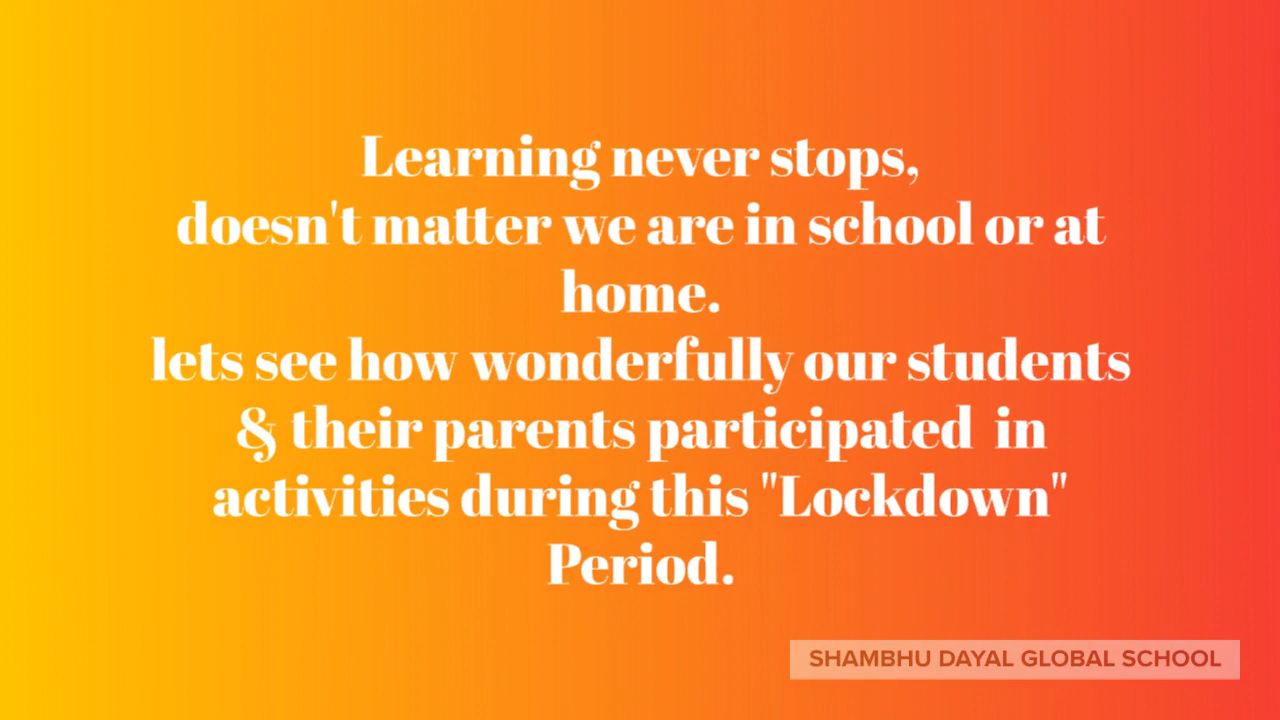 Learning never stops,
doesn't matter we are in school or at
home.
lets see how wonderfully our students
& their parents participated  in
activities during this "Lockdown"
Period.
SHAMBHU DAYAL GLOBAL SCHOOL